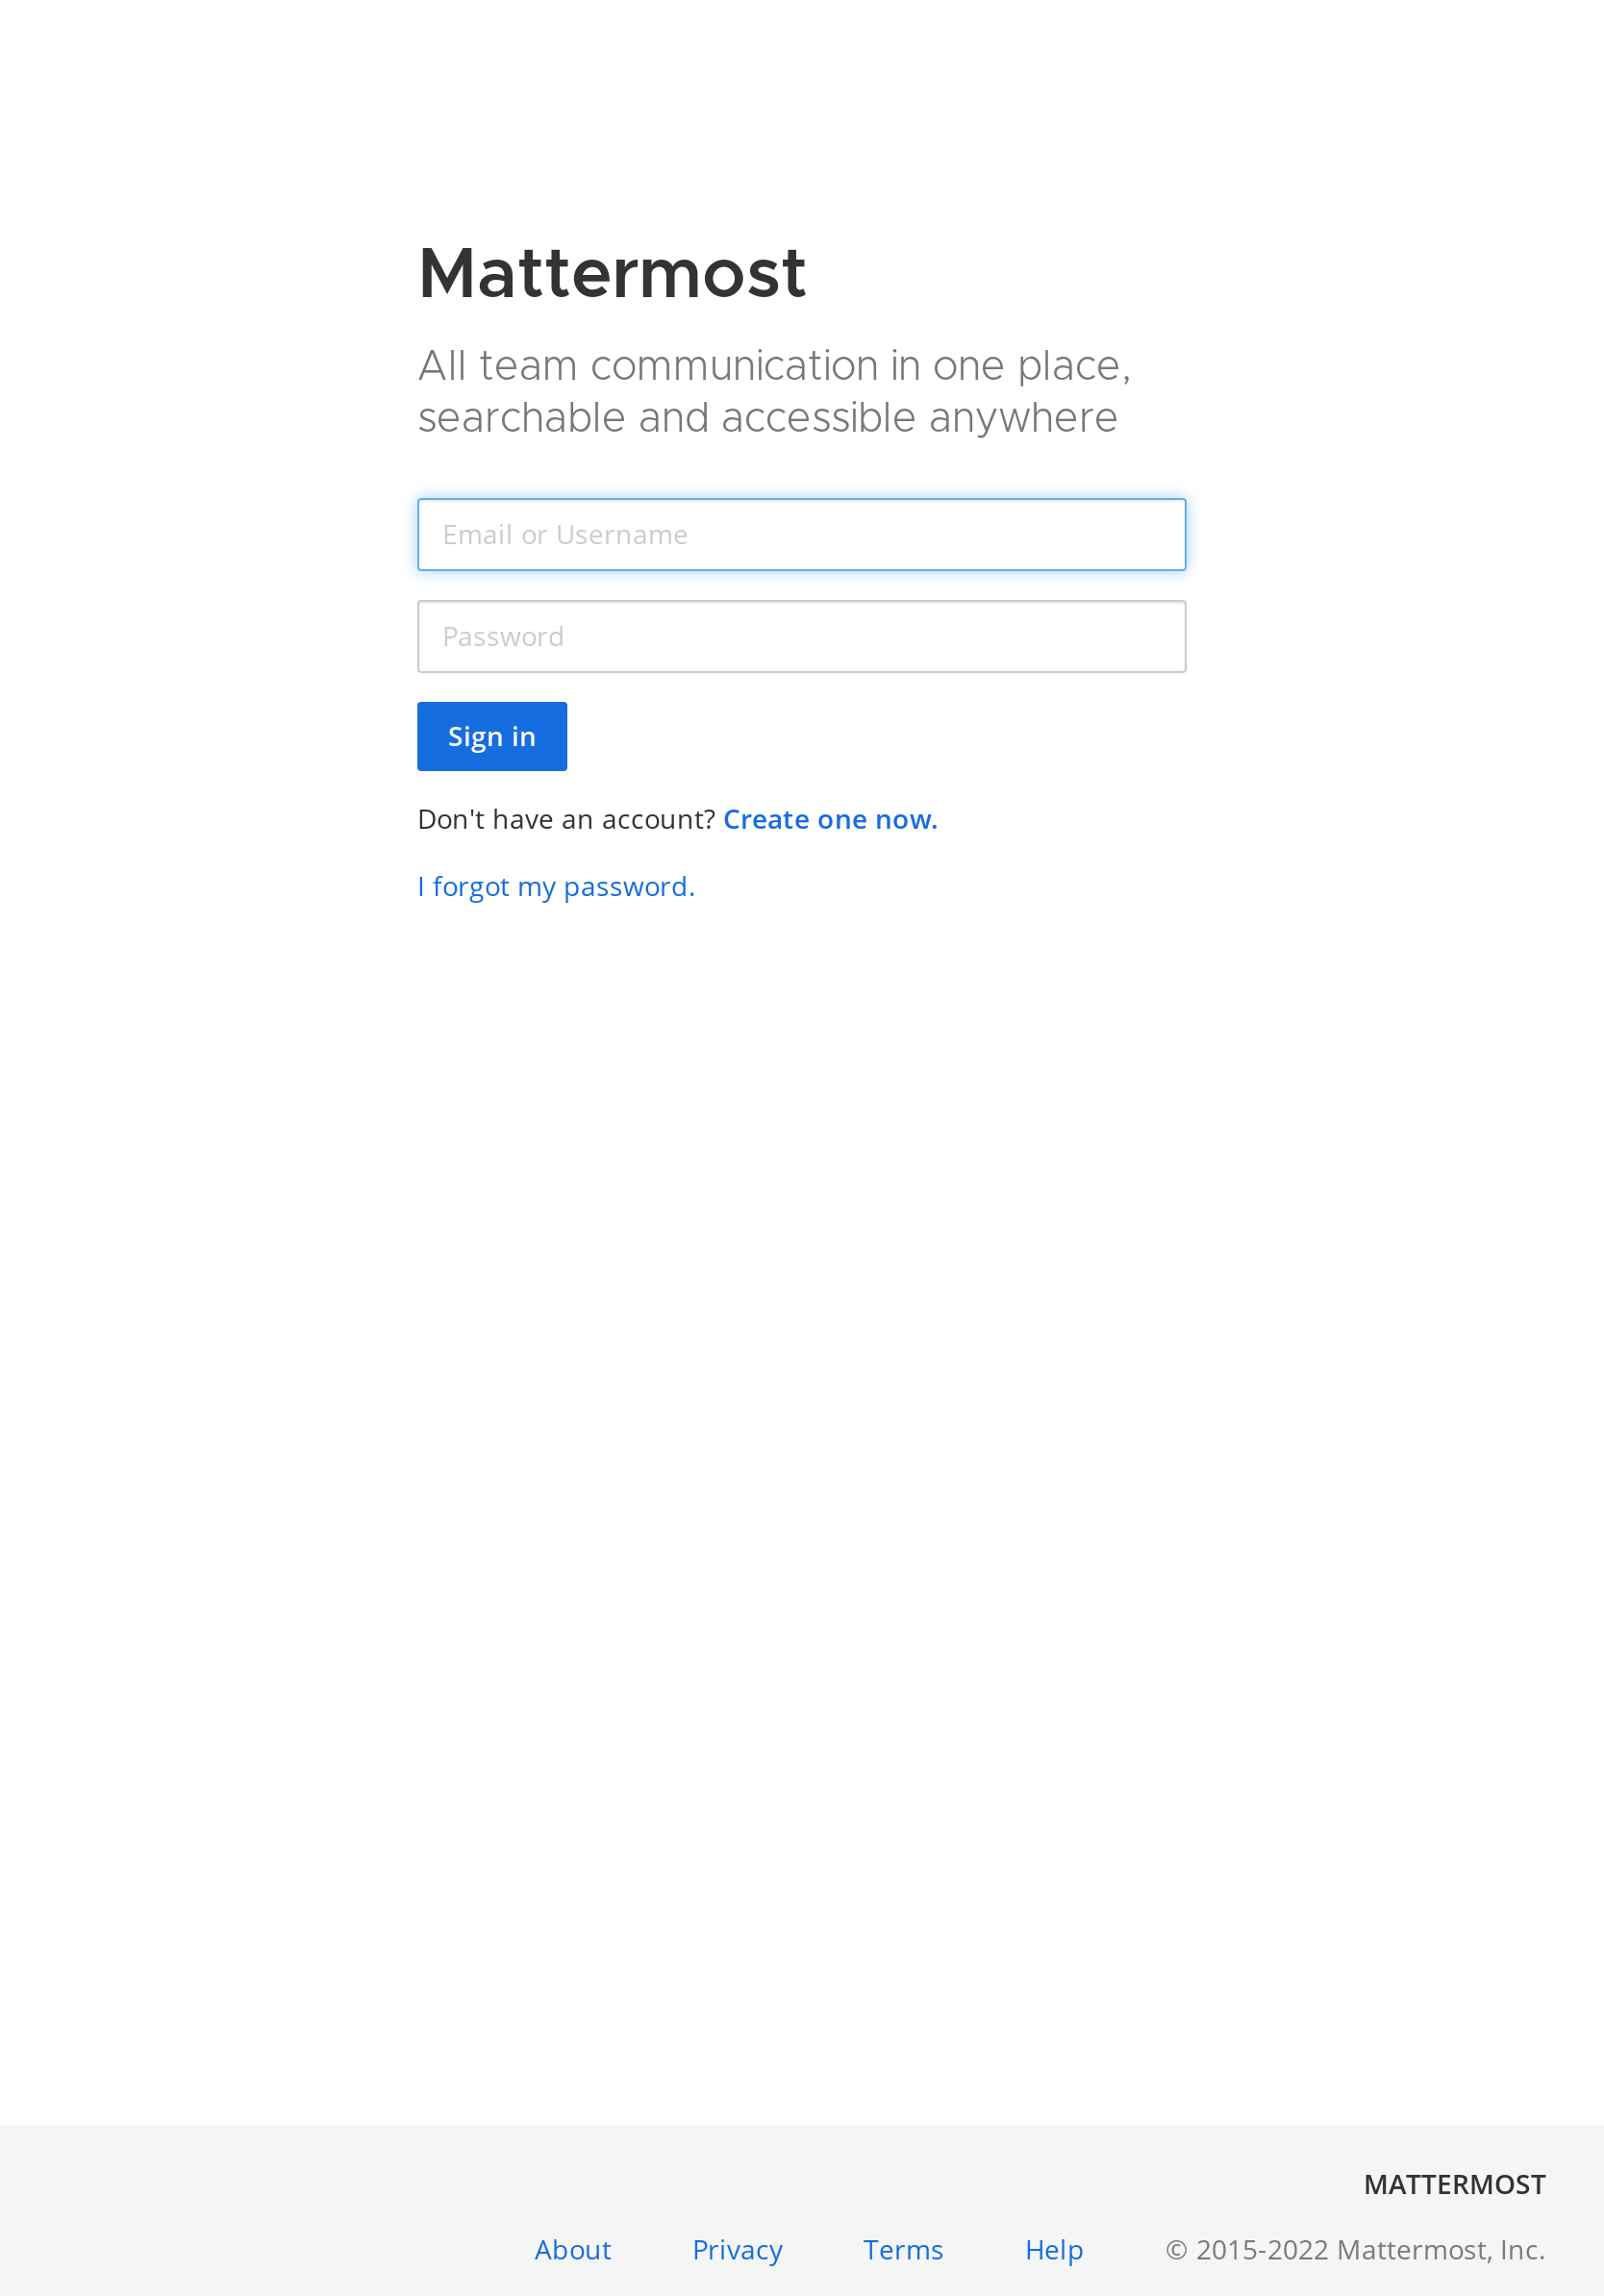 Mattermost
All team communication in one place,
searchable and accessible anywhere
Email or Username
Password
Sign in
Don't have an account? Create one now.
I forgot my password.
MATTERMOST
About Privacy Terms Help © 2015-2022 Mattermost, Inc.